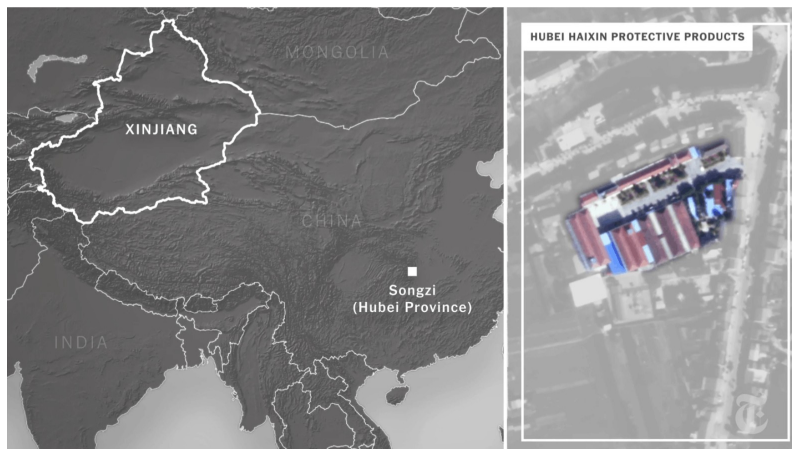 MONGOLIA
XINJIANG
CHINA
Songzi
(Hubei Province)
INDIA
HUBEI HAIXIN PROTECTIVE PRODUCTS
T